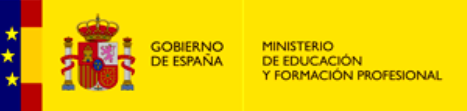 GOBIERNO
DE ESPAÑA
MINISTERIO
DE EDUCACIÓN
Y FORMACIÓN PROFESIONAL